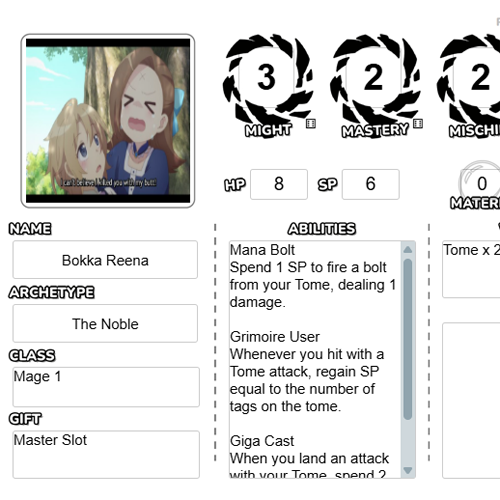 3
2
2
MIGHT
MASTERY
I can't believe I killed you with my butt!
HP
8
SP
6
0
NAME
Bokka Reena
ARCHETYPE
The Noble
CLASS
Mage 1
GIFT
Master Slot
ABILITIES
Mana Bolt
Spend 1 SP to fire a bolt
from your Tome, dealing 1
damage.
Grimoire User
Whenever you hit with a
Tome attack, regain SP
equal to the number of
tags on the tome.
Giga Cast
When you land an attack
with your Tome, spend 2
Tome x 2